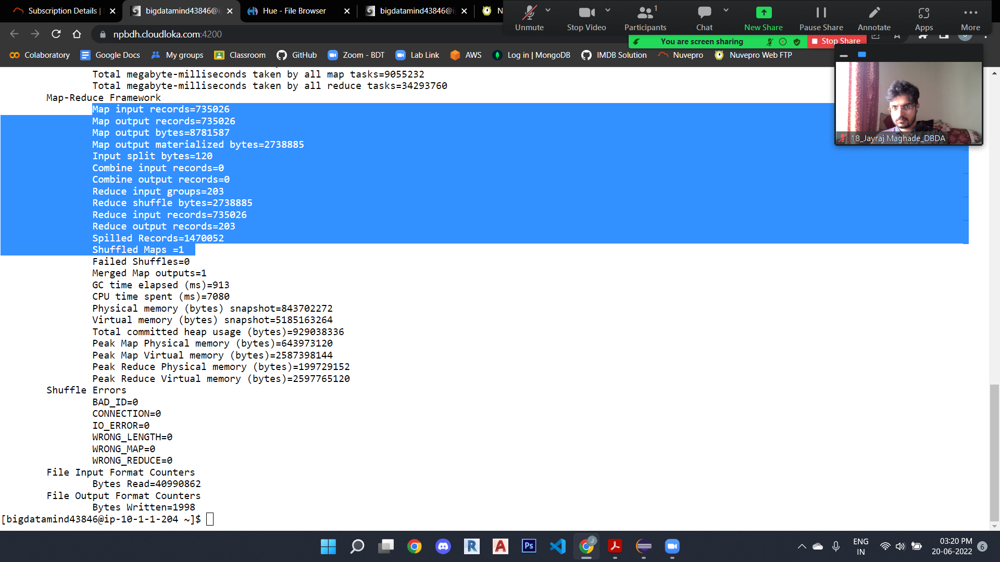 Subscription Details |
bigdatamind43846@i
Hue - File Browser
bigdatamind43846@i
N
Unmute
Stop Video
1
Participants
Chat
New Share
Pause Share
Annotate
Apps
More
npbdh.cloudloka.com:4200
You are screen sharing
Stop Share
Colaboratory
Google Docs
My groups
Classroom
GitHub
Zoom - BDT
Lab Link
AWS
Log in | MongoDB
IMDB Solution
Nuvepro
Nuvepro Web FTP
18_Jayraj Maghade_DBDA
Total megabyte-milliseconds taken by all map tasks=9055232
Total megabyte-milliseconds taken by all reduce tasks=34293760
Map-Reduce Framework
Map input records=735026
Map output records=735026
Map output bytes=8781587
Map output materialized bytes=2738885
Input split bytes=120
Combine input records=0
Combine output records=0
Reduce input groups=203
Reduce shuffle bytes=2738885
Reduce input records=735026
Reduce output records=203
Spilled Records=1470052
Shuffled Maps =1
Failed Shuffles=0
Merged Map outputs=1
GC time elapsed (ms)=913
CPU time spent (ms)=7080
Physical memory (bytes) snapshot=843702272
Virtual memory (bytes) snapshot=5185163264
Total committed heap usage (bytes)=929038336
Peak Map Physical memory (bytes)=643973120
Peak Map Virtual memory (bytes)=2587398144
Peak Reduce Physical memory (bytes)=199729152
Peak Reduce Virtual memory (bytes)=2597765120
Shuffle Errors
BAD_ID=0
CONNECTION=0
IO_ERROR=0
WRONG_LENGTH=0
WRONG_MAP=0
WRONG_REDUCE=0
File Input Format Counters
Bytes Read=40990862
File Output Format Counters
Bytes Written=1998
[bigdatamind43846@ip-10-1-1-204 ~]$
R
A
Ps
J
ENG
IN
03:20 PM
20-06-2022
6